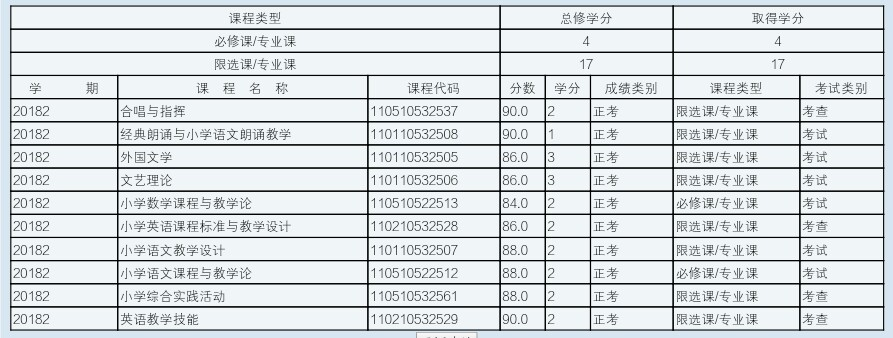 课程类型 总修学分 取得学分
必修课/专业课 4 4
限选课/专业课 17 17
学 期 课 程 名 称 课程代码 分数 学分 成绩类别 课程类型 考试类别
20182 合唱与指挥 110510532537 90.0 2 正考 限选课/专业课 考查
20182 经典朗诵与小学语文朗诵教学 110110532508 90.0 1 正考 限选课/专业课 考试
20182 外国文学 110110532505 86.0 3 正考 限选课/专业课 考试
20182 文艺理论 110110532506 86.0 3 正考 限选课/专业课 考试
20182 小学数学课程与教学论 110510522513 84.0 2 正考 必修课/专业课 考试
20182 小学英语课程标准与教学设计 110210532528 86.0 2 正考 限选课/专业课 考查
20182 小学语文教学设计 110110532507 88.0 2 正考 限选课/专业课 考试
20182 小学语文课程与教学论 110510522512 88.0 2 正考 必修课/专业课 考试
20182 小学综合实践活动 110510532561 88.0 2 正考 限选课/专业课 考查
20182 英语教学技能 110210532529 90.0 2 正考 限选课/专业课 考查